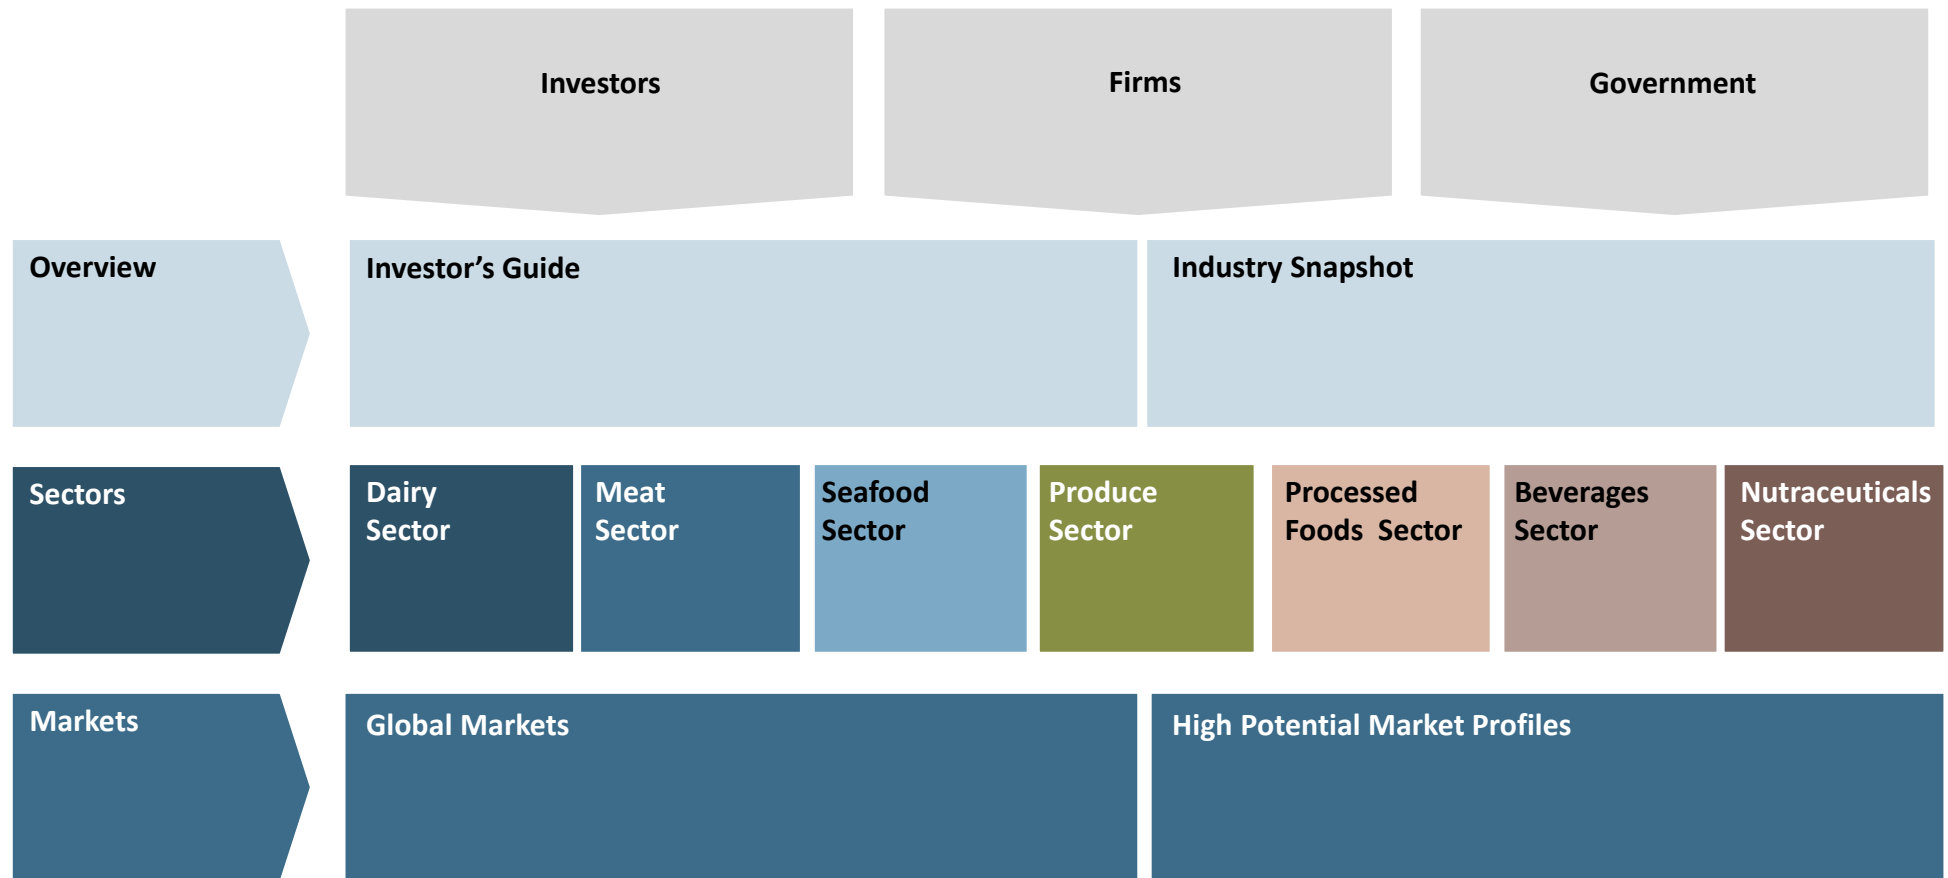 Investors
Firms
Government
Overview
Investor’s Guide
Industry Snapshot
Sectors
Dairy
Sector
Meat
Sector
Seafood
Sector
Produce
Sector
Processed
Foods  Sector
Beverages
Sector
Nutraceuticals
Sector
Markets
Global Markets
High Potential Market Profiles